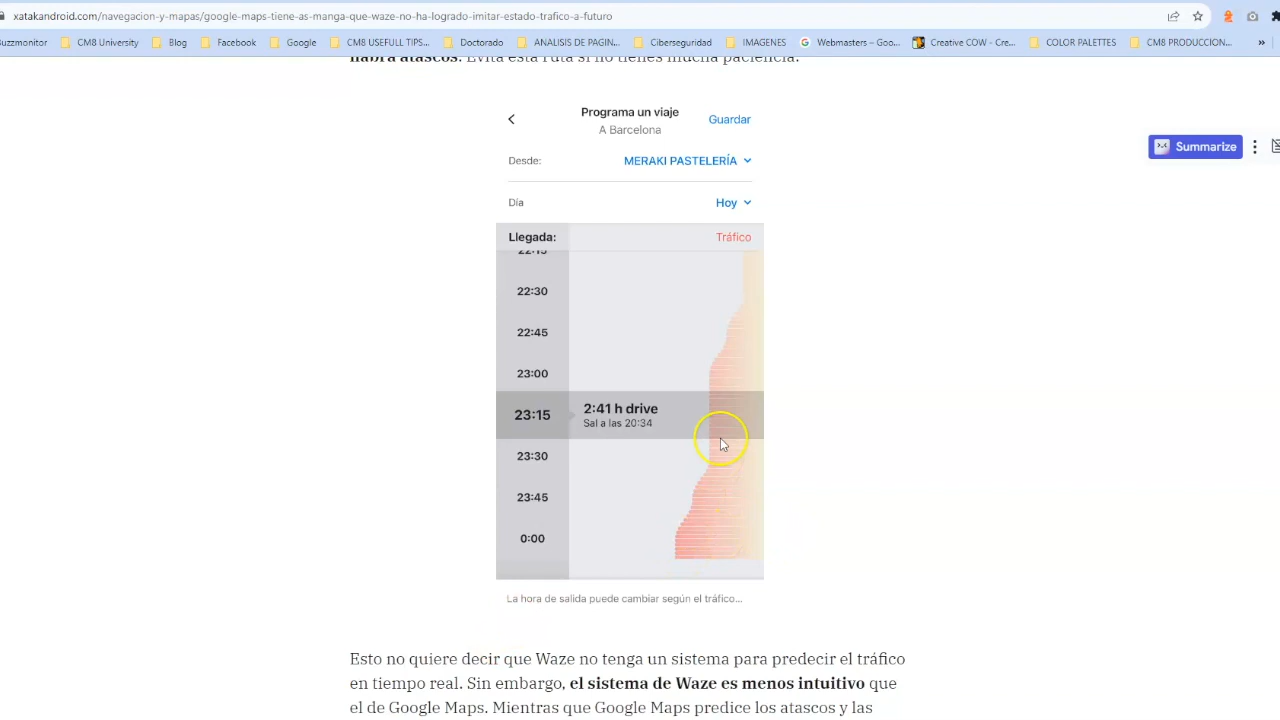 xatakandroid.com/navegacion-y-mapas/google-maps-tiene-as-manga-que-waze-no-ha-logrado-imitar-estado-trafico-a-futuro
Buzzmonitor CM8 University Blog Facebook Google CM8 USEFULL TIPS... Doctorado ANALISIS DE PAGIN... Ciberseguridad IMAGENES Webmasters – Goo... Creative COW - Cre... COLOR PALETTES CM8 PRODUCCION... »
habrá atascos. Evita esta ruta si no tienes mucha paciencia.
Programa un viaje
Guardar
A Barcelona
Desde: MERAKI PASTELERÍA
Summarize
Día Hoy
Llegada: Tráfico
22:15
22:30
22:45
23:00
23:15 2:41 h drive
Sal a las 20:34
23:30
23:45
0:00
La hora de salida puede cambiar según el tráfico...
Esto no quiere decir que Waze no tenga un sistema para predecir el tráfico
en tiempo real. Sin embargo, el sistema de Waze es menos intuitivo que
el de Google Maps. Mientras que Google Maps predice los atascos y las